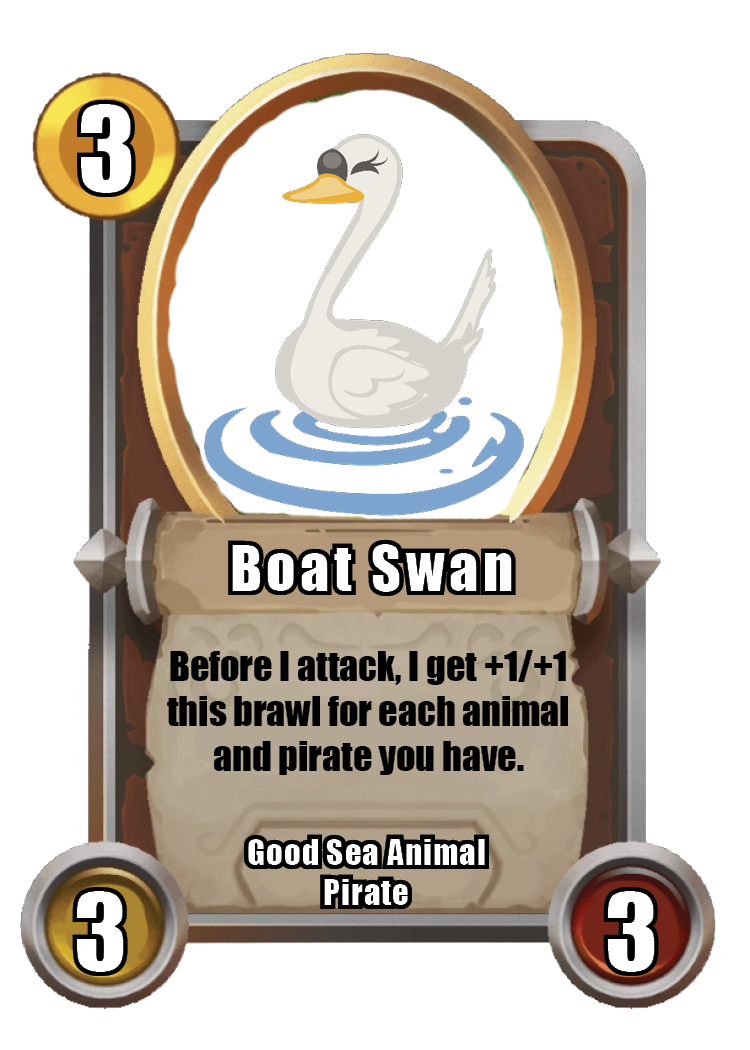 3
Boat Swan
Before I attack, I get +1/+1
this brawl for each animal
and pirate you have.
Good Sea Animal
Pirate
3
3